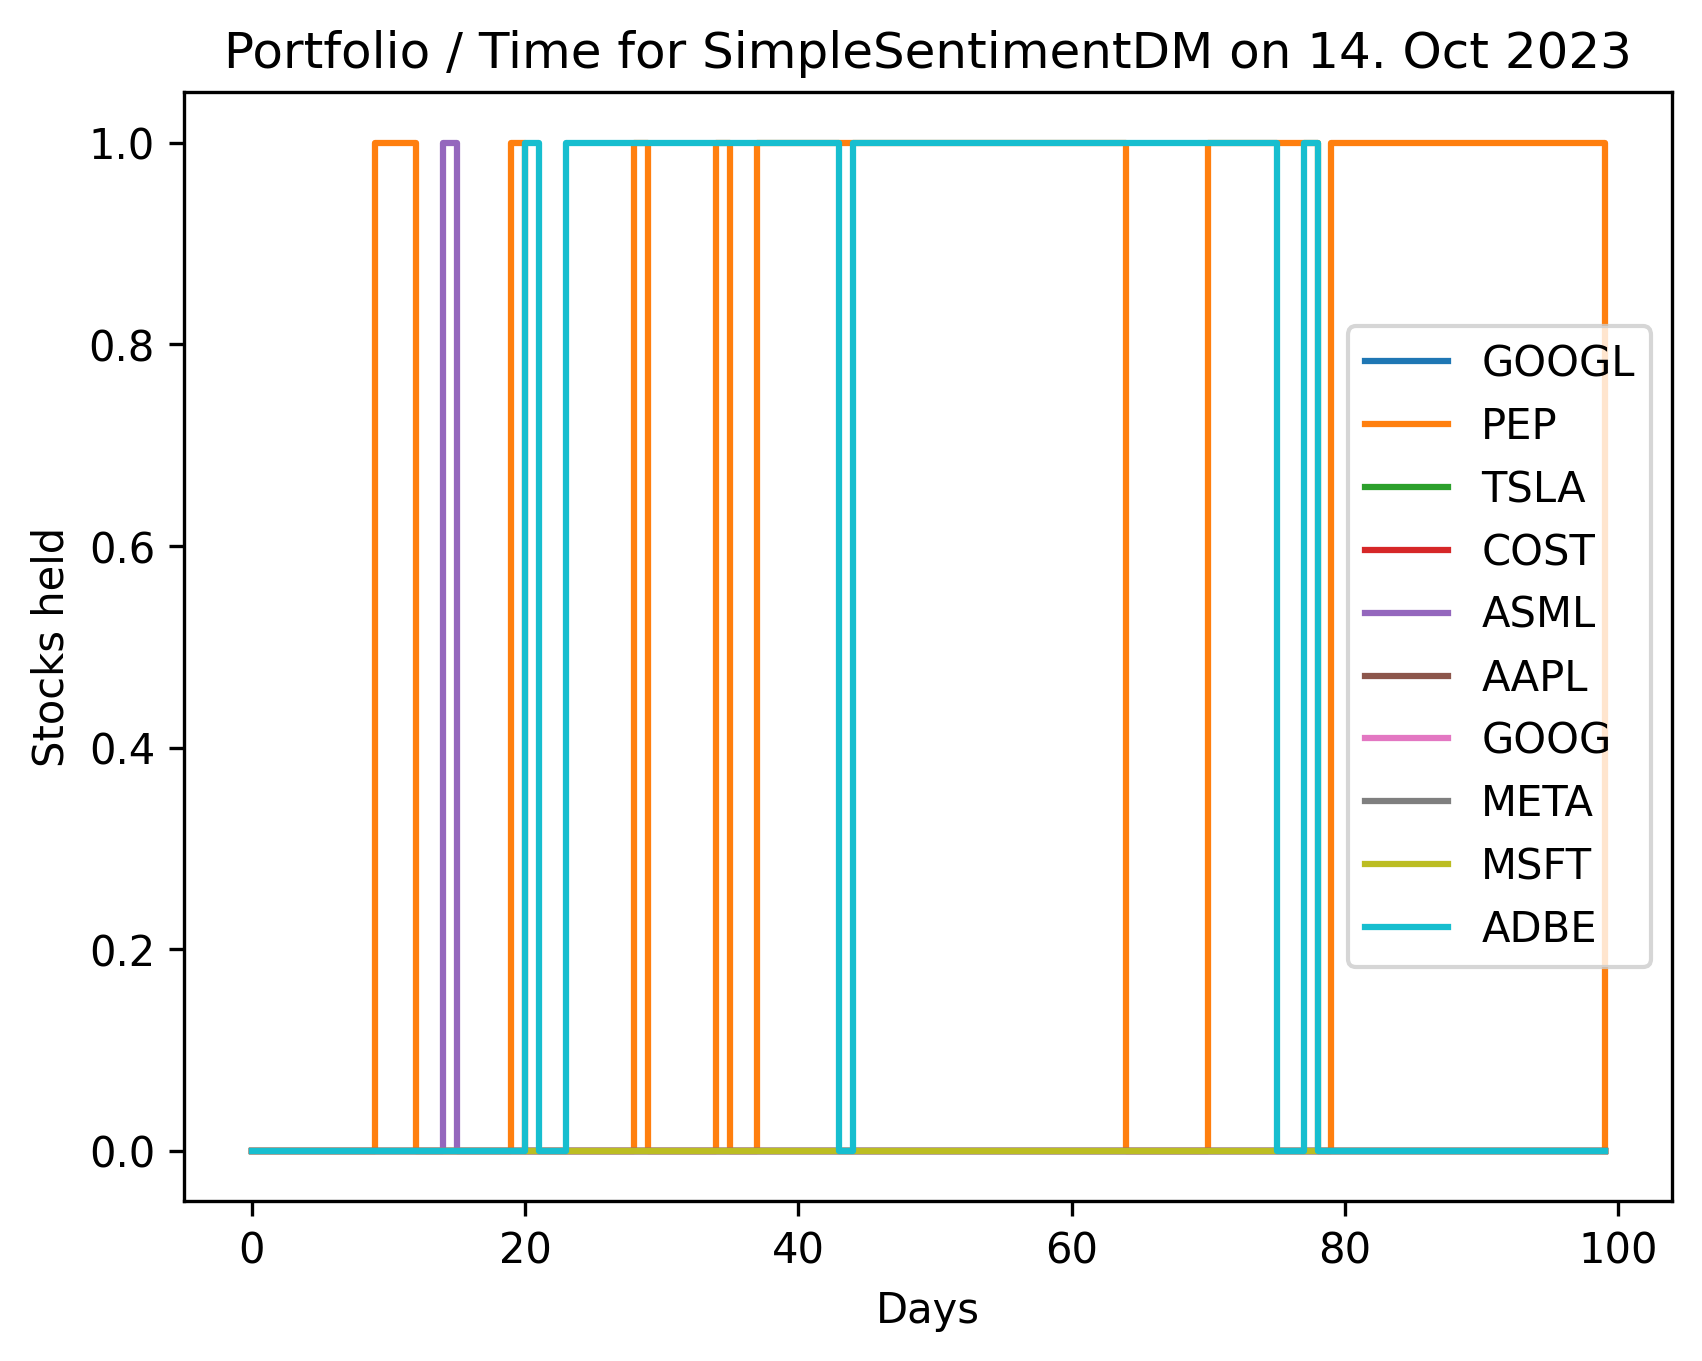 Portfolio / Time for SimpleSentimentDM on 14. Oct 2023
1.0
0.8
0.6
0.4
0.2
0.0
Stocks held
GOOGL
PEP
TSLA
COST
ASML
AAPL
GOOG
META
MSFT
ADBE
0 20 40 60 80 100
Days